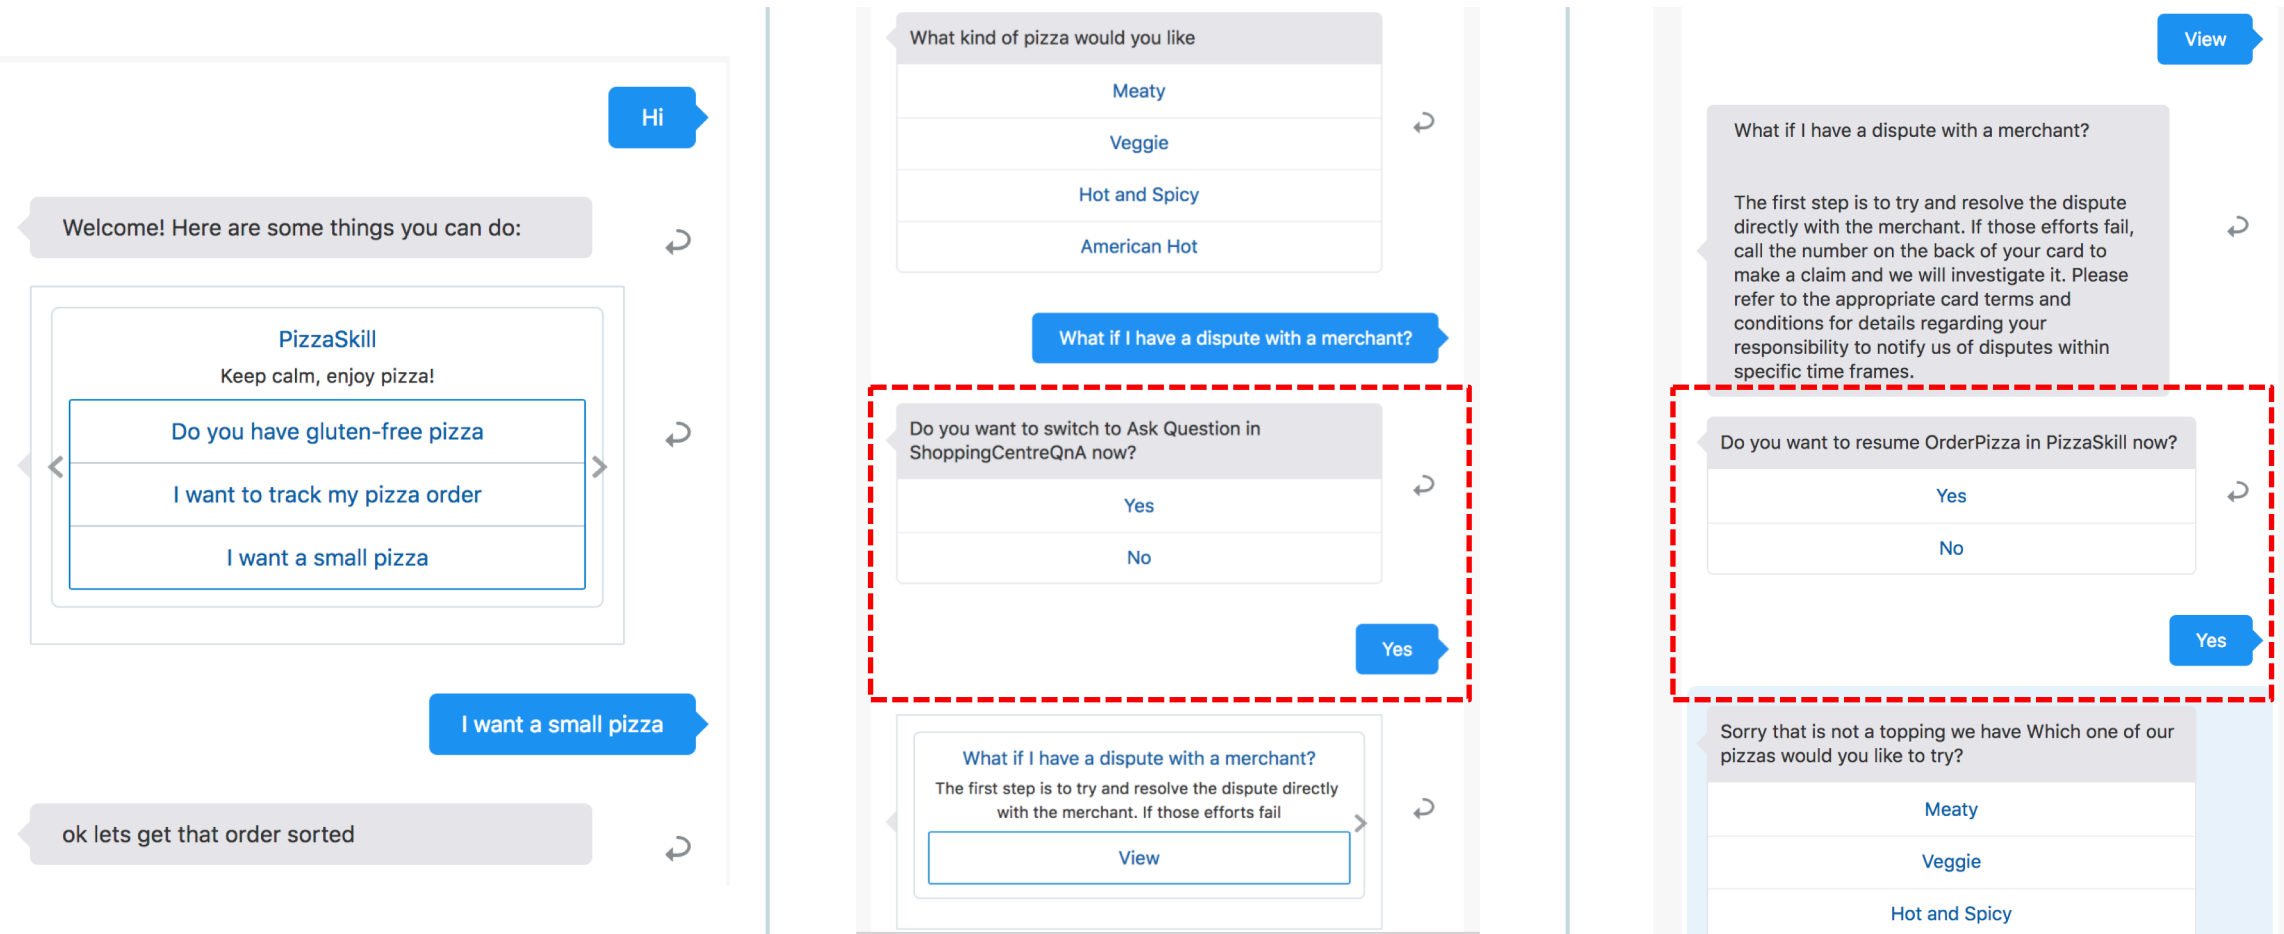 Hi
Welcome! Here are some things you can do:
PizzaSkill
Keep calm, enjoy pizza!
Do you have gluten-free pizza
I want to track my pizza order
I want a small pizza
I want a small pizza
ok lets get that order sorted
What kind of pizza would you like
Meaty
Veggie
Hot and Spicy
American Hot
What if I have a dispute with a merchant?
Do you want to switch to Ask Question in
ShoppingCentreQnA now?
Yes
No
Yes
What if I have a dispute with a merchant?
The first step is to try and resolve the dispute directly
with the merchant. If those efforts fail
View
View
What if I have a dispute with a merchant?
The first step is to try and resolve the dispute
directly with the merchant. If those efforts fail,
call the number on the back of your card to
make a claim and we will investigate it. Please
refer to the appropriate card terms and
conditions for details regarding your
responsibility to notify us of disputes within
specific time frames.
Do you want to resume OrderPizza in PizzaSkill now?
Yes
No
Yes
Sorry that is not a topping we have Which one of our
pizzas would you like to try?
Meaty
Veggie
Hot and Spicy